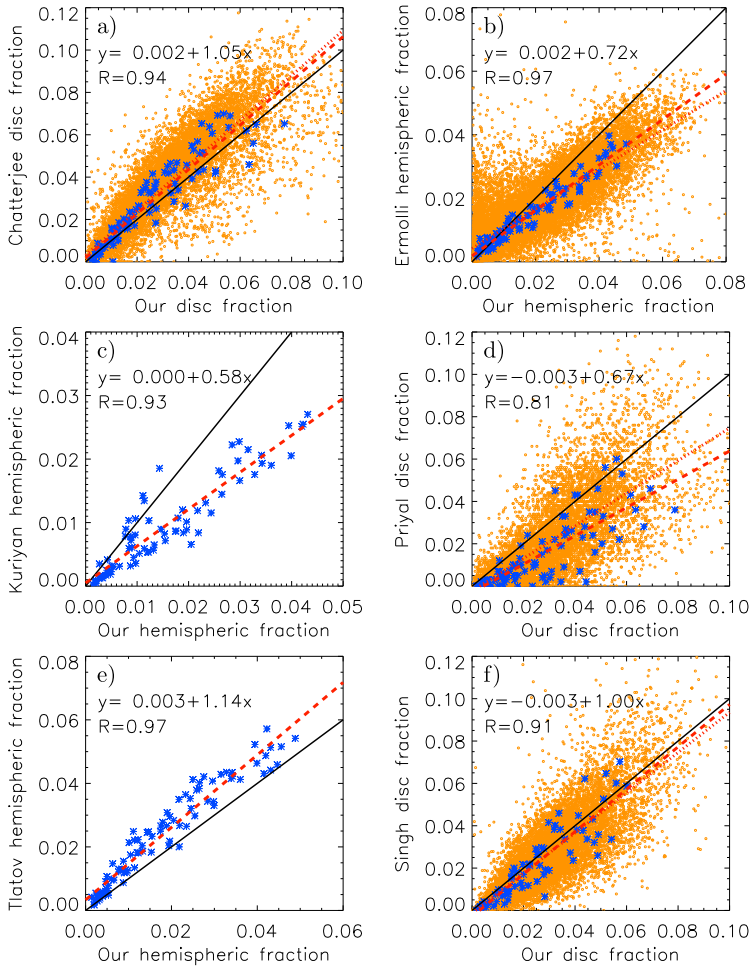 a)
y= 0.002+1.05x
R=0.94
Chatterjee disc fraction
0.12
0.10
0.08
0.06
0.04
0.02
0.00
0.00 0.02 0.04 0.06 0.08 0.10
Our disc fraction
b)
y= 0.002+0.72x
R=0.97
Ermolli hemispheric fraction
0.08
0.06
0.04
0.02
0.00
0.00 0.02 0.04 0.06 0.08
Our hemispheric fraction
c)
y= 0.000+0.58x
R=0.93
Kuriyan hemispheric fraction
0.04
0.03
0.02
0.01
0.00
0.00 0.01 0.02 0.03 0.04 0.05
Our hemispheric fraction
d)
y=−0.003+0.67x
R=0.81
Priyal disc fraction
0.12
0.10
0.08
0.06
0.04
0.02
0.00
0.00 0.02 0.04 0.06 0.08 0.10
Our disc fraction
e)
y= 0.003+1.14x
R=0.97
Tlatov hemispheric fraction
0.08
0.06
0.04
0.02
0.00
0.00 0.02 0.04 0.06
Our hemispheric fraction
f)
y=−0.003+1.00x
R=0.91
Singh disc fraction
0.12
0.10
0.08
0.06
0.04
0.02
0.00
0.00 0.02 0.04 0.06 0.08 0.10
Our disc fraction